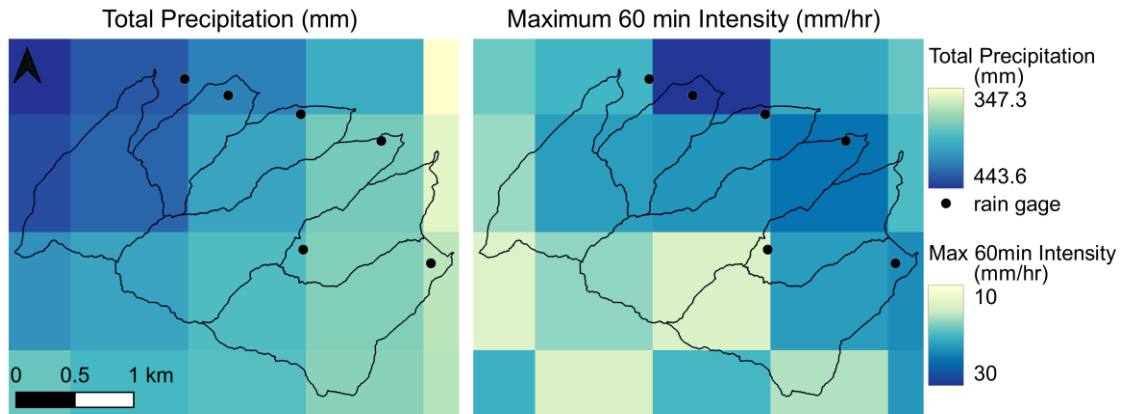 Total Precipitation (mm)
Maximum 60 min Intensity (mm/hr)
Total Precipitation
(mm)
347.3
443.6
rain gage
Max 60min Intensity
(mm/hr)
10
30
0 0.5 1 km